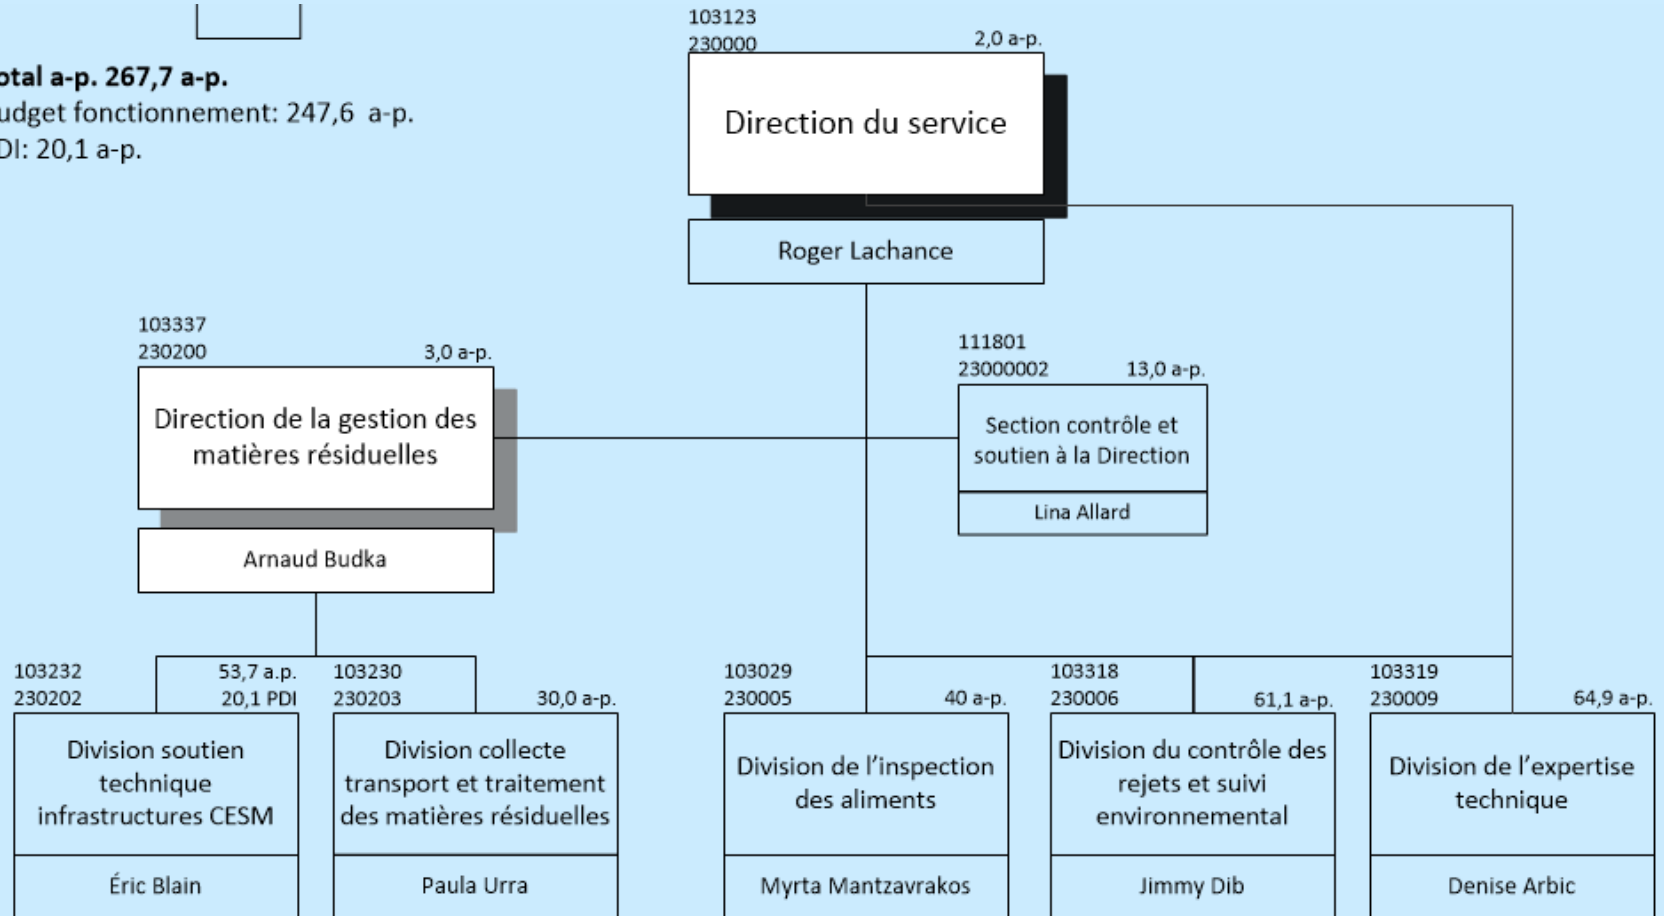 otal a-p. 267,7 a-p.
udget fonctionnement: 247,6 a-p.
DI: 20,1 a-p.
103123
230000
2,0 a-p.
Direction du service
Roger Lachance
103337
230200
3,0 a-p.
Direction de la gestion des
matières résiduelles
Arnaud Budka
111801
23000002
13,0 a-p.
Section contrôle et
soutien à la Direction
Lina Allard
103232
230202
53,7 a.p.
20,1 PDI
Division soutien
technique
infrastructures CESM
Éric Blain
103230
230203
30,0 a-p.
Division collecte
transport et traitement
des matières résiduelles
Paula Urra
103029
230005
40 a-p.
Division de l’inspection
des aliments
Myrta Mantzavrakos
103318
230006
61,1 a-p.
Division du contrôle des
rejets et suivi
environnemental
Jimmy Dib
103319
230009
64,9 a-p.
Division de l’expertise
technique
Denise Arbic